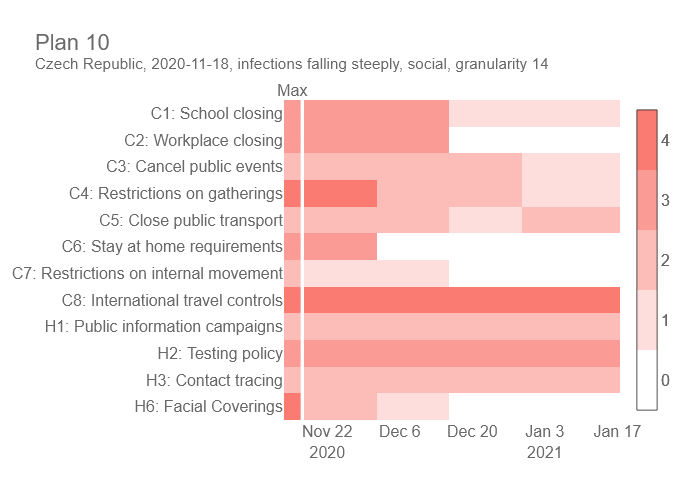 Plan 10
Czech Republic, 2020-11-18, infections falling steeply, social, granularity 14
Max
C1: School closing
C2: Workplace closing
C3: Cancel public events
C4: Restrictions on gatherings
C5: Close public transport
C6: Stay at home requirements
C7: Restrictions on internal movement
C8: International travel controls
H1: Public information campaigns
H2: Testing policy
H3: Contact tracing
H6: Facial Coverings
4
3
2
1
0
Nov 22 Dec 6 Dec 20 Jan 3 Jan 17
2020 2021